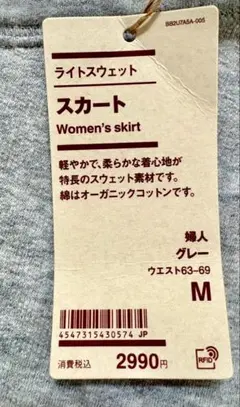 BB2U7A5A-005
ライトスウェット
スカート
Women's skirt
軽やかで、柔らかな着心地が
特長のスウェット素材です。
綿はオーガニックコットンです。
婦人
グレー
ウエスト63-69
M
4547315430574 JP
RFID
消費税込 2990円